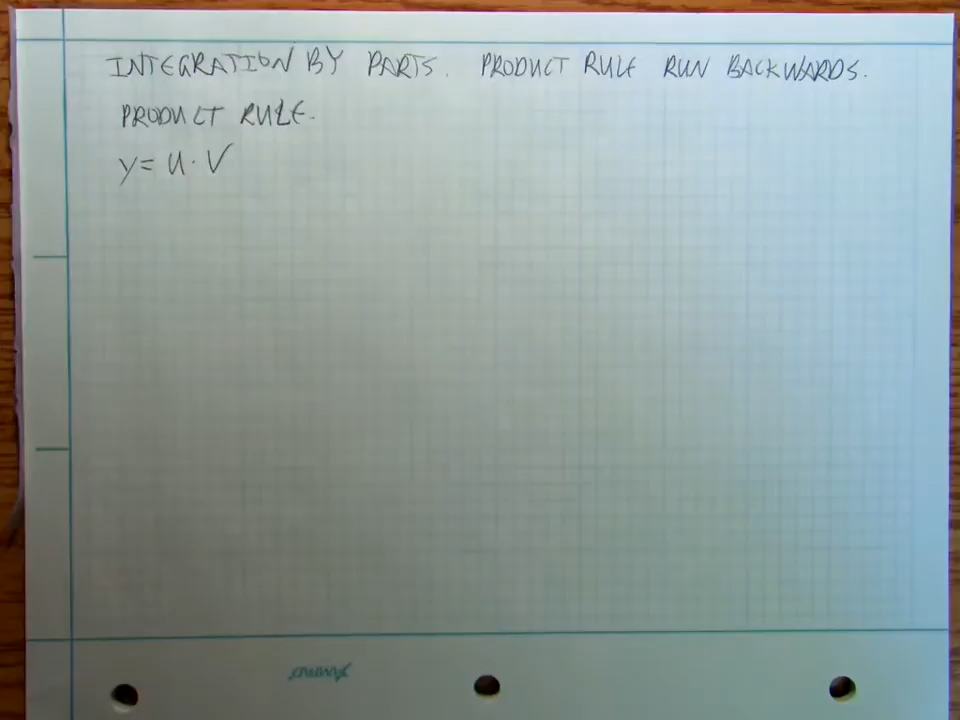 INTEGRATION BY PARTS. PRODUCT RULE RUN BACKWARDS.
PRODUCT RULE.
y = u · V